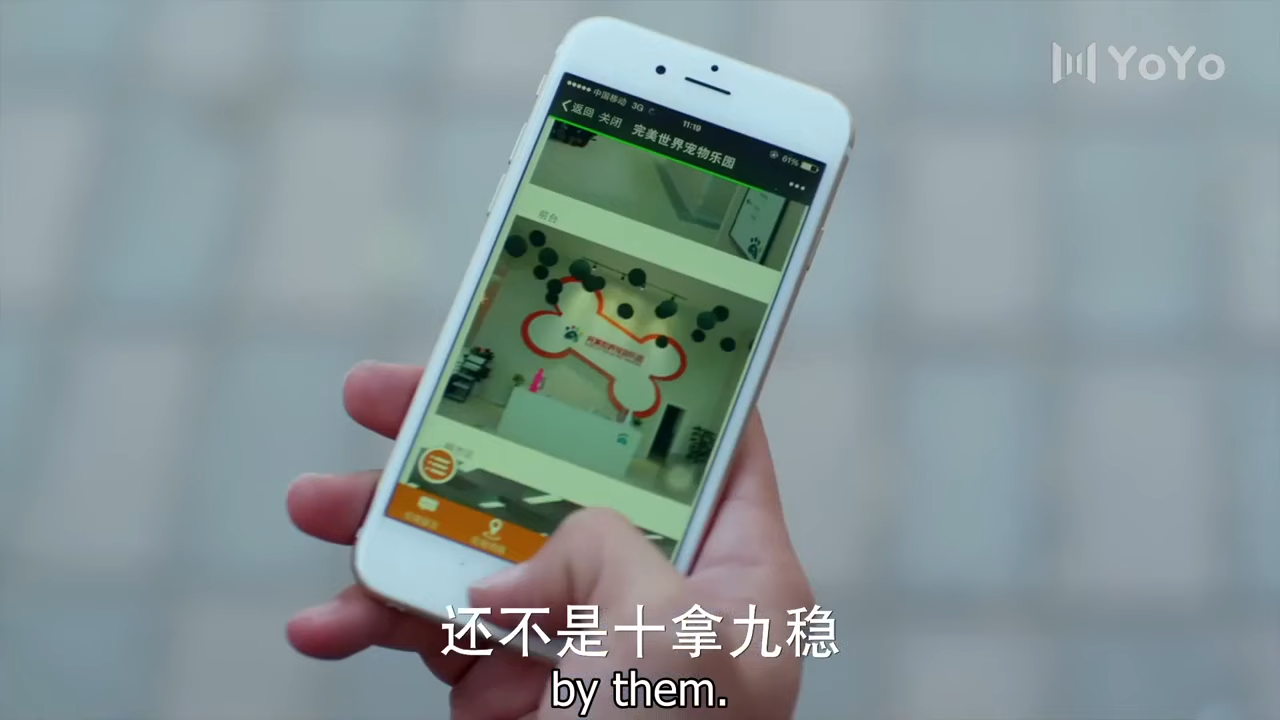 YoYo
中国移动 3G
11:19
61%
返回 关闭 完美世界宠物乐园
前台
还不是十拿九稳
by them.